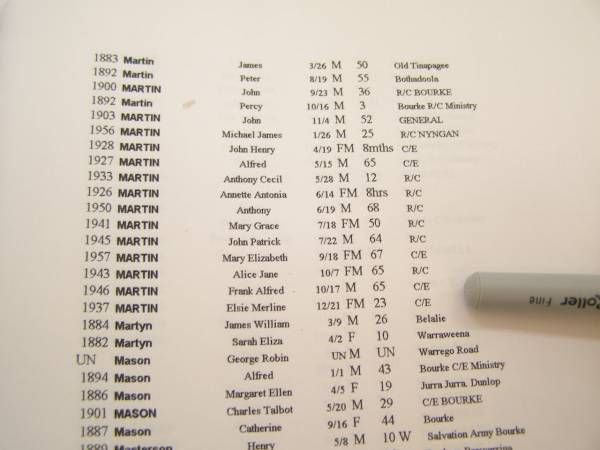 1883 Martin James 3/26 M 50 Old Tinapagee
1892 Martin Peter 8/19 M 55 Bothadoola
1900 MARTIN John 9/23 M 36 R/C BOURKE
1892 Martin Percy 10/16 M 3 Bourke R/C Ministry
1903 MARTIN John 11/4 M 52 GENERAL
1956 MARTIN Michael James 1/26 M 25 R/C NYNGAN
1928 MARTIN John Henry 4/19 FM 8mths C/E
1927 MARTIN Alfred 5/15 M 65 C/E
1933 MARTIN Anthony Cecil 5/28 M 12 R/C
1926 MARTIN Annette Antonia 6/14 FM 8hrs R/C
1950 MARTIN Anthony 6/19 M 68 R/C
1941 MARTIN Mary Grace 7/18 FM 50 R/C
1945 MARTIN John Patrick 7/22 M 64 R/C
1957 MARTIN Mary Elizabeth 9/18 FM 67 C/E
1943 MARTIN Alice Jane 10/7 FM 65 R/C
1946 MARTIN Frank Alfred 10/17 M 65 C/E
1937 MARTIN Elsie Merline 12/21 FM 23 C/E
1884 Martyn James William 3/9 M 26 Belalie
1882 Martyn Sarah Eliza 4/2 F 10 Warraweena
UN Mason George Robin UN M UN Warrego Road
1894 Mason Alfred 1/1 M 43 Bourke C/E Ministry
1886 Mason Margaret Ellen 4/5 F 19 Jurra Jurra. Dunlop
1901 MASON Charles Talbot 5/20 M 29 C/E BOURKE
1887 Mason Catherine 9/16 F 44 Bourke
1889 Masterson Henry 5/8 M 10 W Salvation Army Bourke
Roller Fine